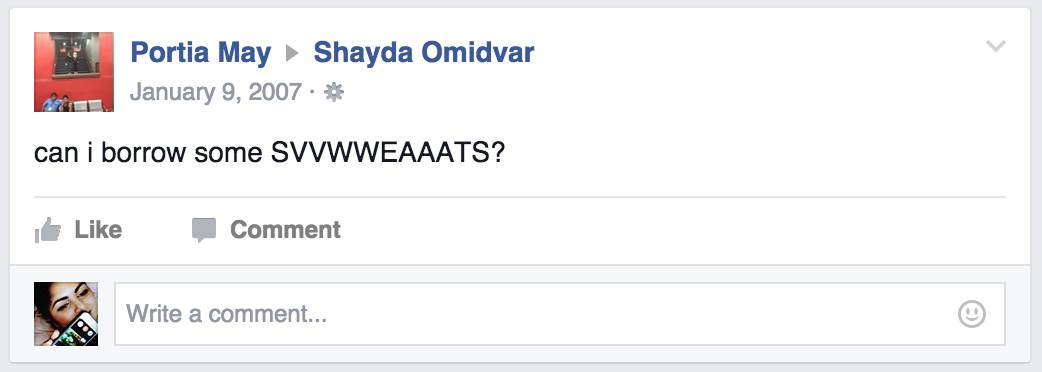 Portia May ▶ Shayda Omidvar
January 9, 2007 ·
can i borrow some SVVWWEAAATS?
Like Comment
Write a comment...